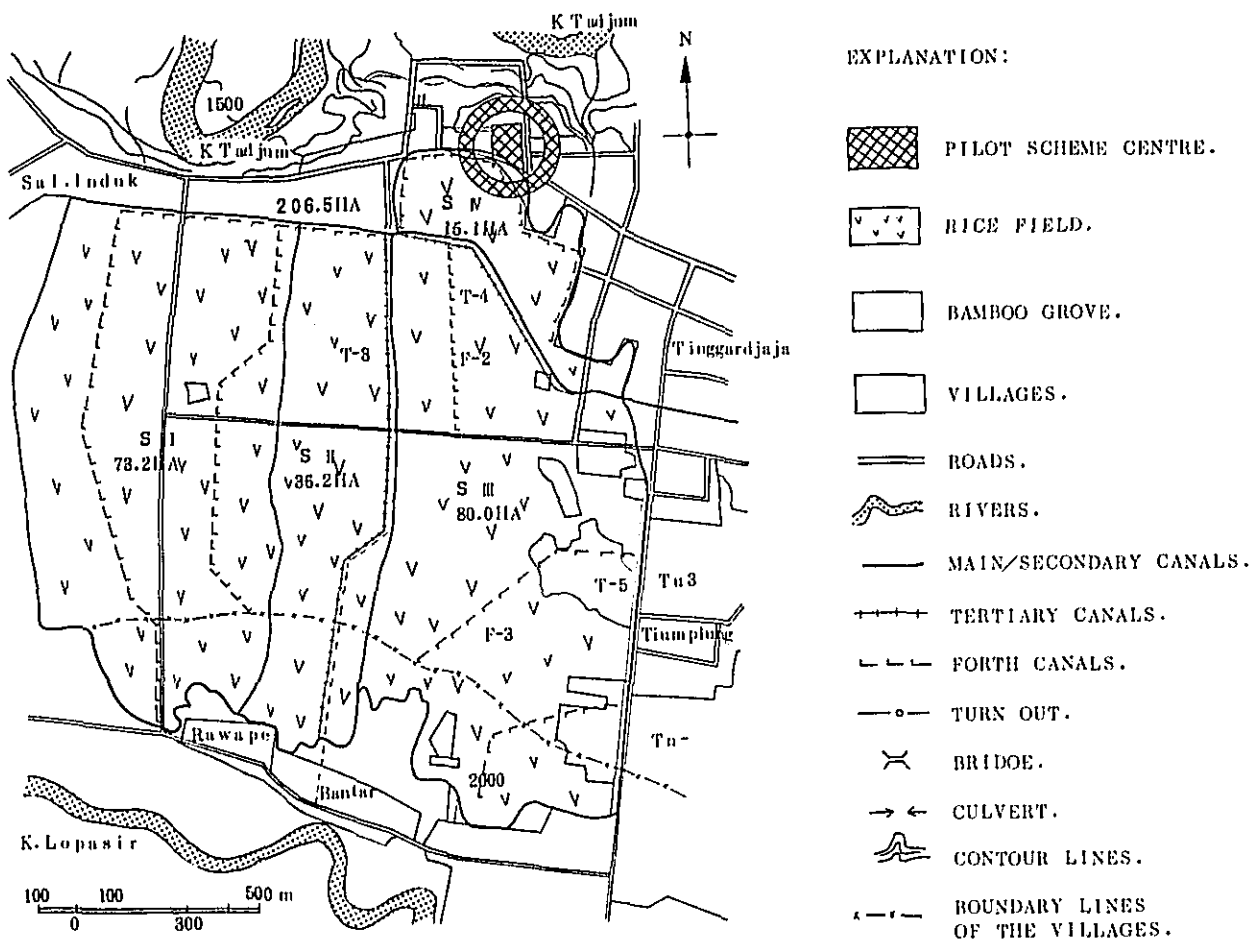 K Tadjum
N
1500
K Tadjum
Sal.Induk
206.5HA
S IV
15.1HA
T-4
T-8
F-2
Tinggardjaja
S I
73.2HA
S II
36.2HA
S III
80.0HA
T-5
Tu3
F-3
Tiumplung
Rawape
Tu-
2000
Bantar
K.Lopasir
100 100 500 m
0 300
EXPLANATION:
PILOT SCHEME CENTRE.
RICE FIELD.
BAMBOO GROVE.
VILLAGES.
ROADS.
RIVERS.
MAIN/SECONDARY CANALS.
TERTIARY CANALS.
FORTH CANALS.
TURN OUT.
BRIDOE.
CULVERT.
CONTOUR LINES.
BOUNDARY LINES
OF THE VILLAGES.